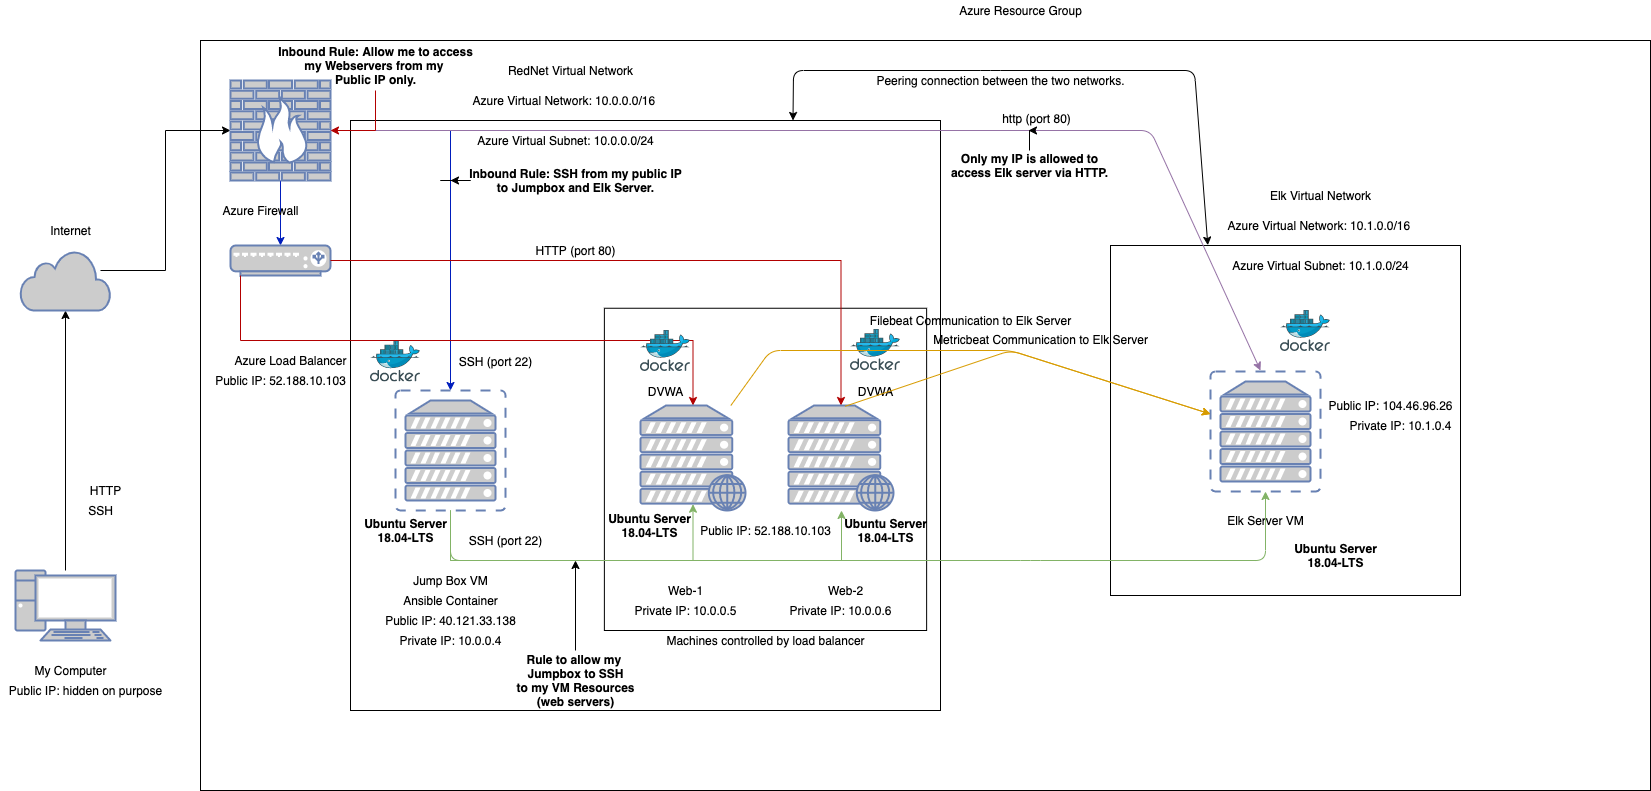 Azure Resource Group
Inbound Rule: Allow me to access
my Webservers from my
Public IP only.
RedNet Virtual Network
Azure Virtual Network: 10.0.0.0/16
Azure Virtual Subnet: 10.0.0.0/24
Peering connection between the two networks.
http (port 80)
Only my IP is allowed to
access Elk server via HTTP.
Inbound Rule: SSH from my public IP
to Jumpbox and Elk Server.
Elk Virtual Network
Azure Virtual Network: 10.1.0.0/16
Azure Virtual Subnet: 10.1.0.0/24
Azure Firewall
Internet
HTTP (port 80)
Filebeat Communication to Elk Server
Metricbeat Communication to Elk Server
Azure Load Balancer
Public IP: 52.188.10.103
docker
SSH (port 22)
docker
DVWA
docker
DVWA
docker
Public IP: 104.46.96.26
Private IP: 10.1.0.4
HTTP
SSH
Ubuntu Server
18.04-LTS
SSH (port 22)
Ubuntu Server
18.04-LTS
Public IP: 52.188.10.103
Ubuntu Server
18.04-LTS
Elk Server VM
Ubuntu Server
18.04-LTS
Jump Box VM
Ansible Container
Public IP: 40.121.33.138
Private IP: 10.0.0.4
Web-1
Private IP: 10.0.0.5
Web-2
Private IP: 10.0.0.6
Machines controlled by load balancer
Rule to allow my
Jumpbox to SSH
to my VM Resources
(web servers)
My Computer
Public IP: hidden on purpose